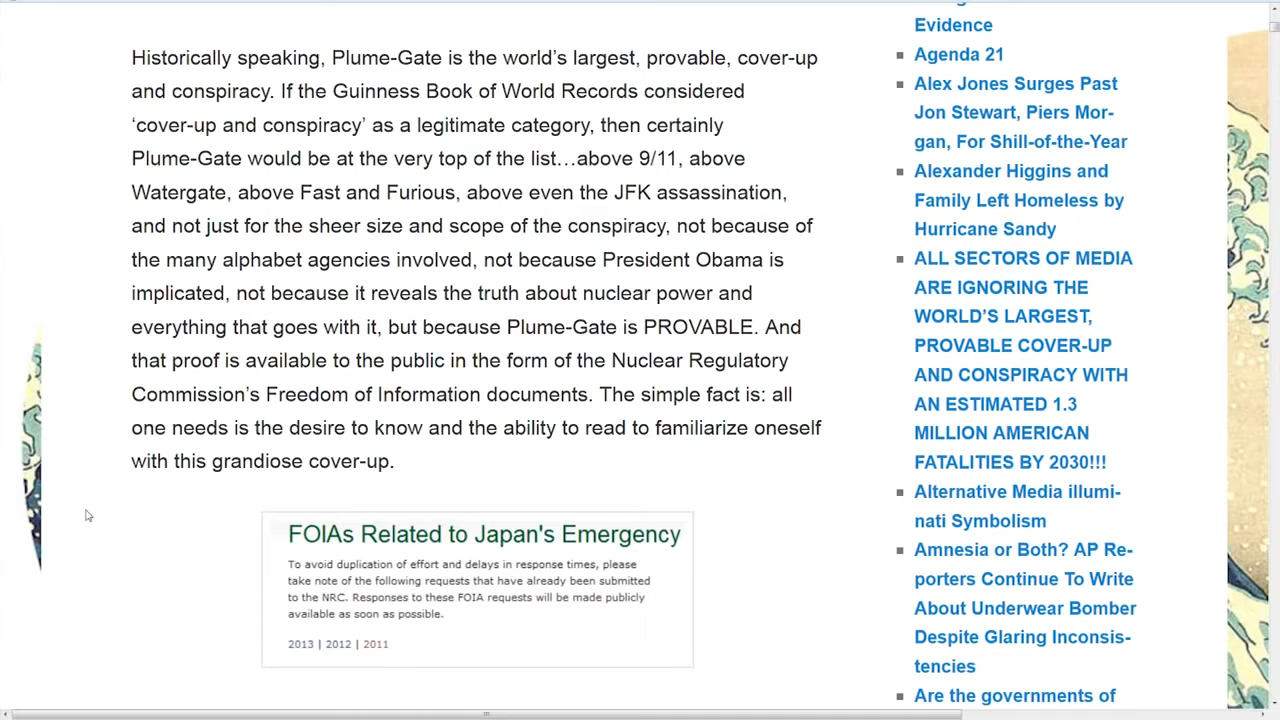 Historically speaking, Plume-Gate is the world’s largest, provable, cover-up
and conspiracy. If the Guinness Book of World Records considered
‘cover-up and conspiracy’ as a legitimate category, then certainly
Plume-Gate would be at the very top of the list…above 9/11, above
Watergate, above Fast and Furious, above even the JFK assassination,
and not just for the sheer size and scope of the conspiracy, not because of
the many alphabet agencies involved, not because President Obama is
implicated, not because it reveals the truth about nuclear power and
everything that goes with it, but because Plume-Gate is PROVABLE. And
that proof is available to the public in the form of the Nuclear Regulatory
Commission’s Freedom of Information documents. The simple fact is: all
one needs is the desire to know and the ability to read to familiarize oneself
with this grandiose cover-up.
FOIAs Related to Japan's Emergency
To avoid duplication of effort and delays in response times, please
take note of the following requests that have already been submitted
to the NRC. Responses to these FOIA requests will be made publicly
available as soon as possible.
2013 | 2012 | 2011
Evidence
Agenda 21
Alex Jones Surges Past
Jon Stewart, Piers Mor-
gan, For Shill-of-the-Year
Alexander Higgins and
Family Left Homeless by
Hurricane Sandy
ALL SECTORS OF MEDIA
ARE IGNORING THE
WORLD’S LARGEST,
PROVABLE COVER-UP
AND CONSPIRACY WITH
AN ESTIMATED 1.3
MILLION AMERICAN
FATALITIES BY 2030!!!
Alternative Media illumi-
nati Symbolism
Amnesia or Both? AP Re-
porters Continue To Write
About Underwear Bomber
Despite Glaring Inconsis-
tencies
Are the governments of